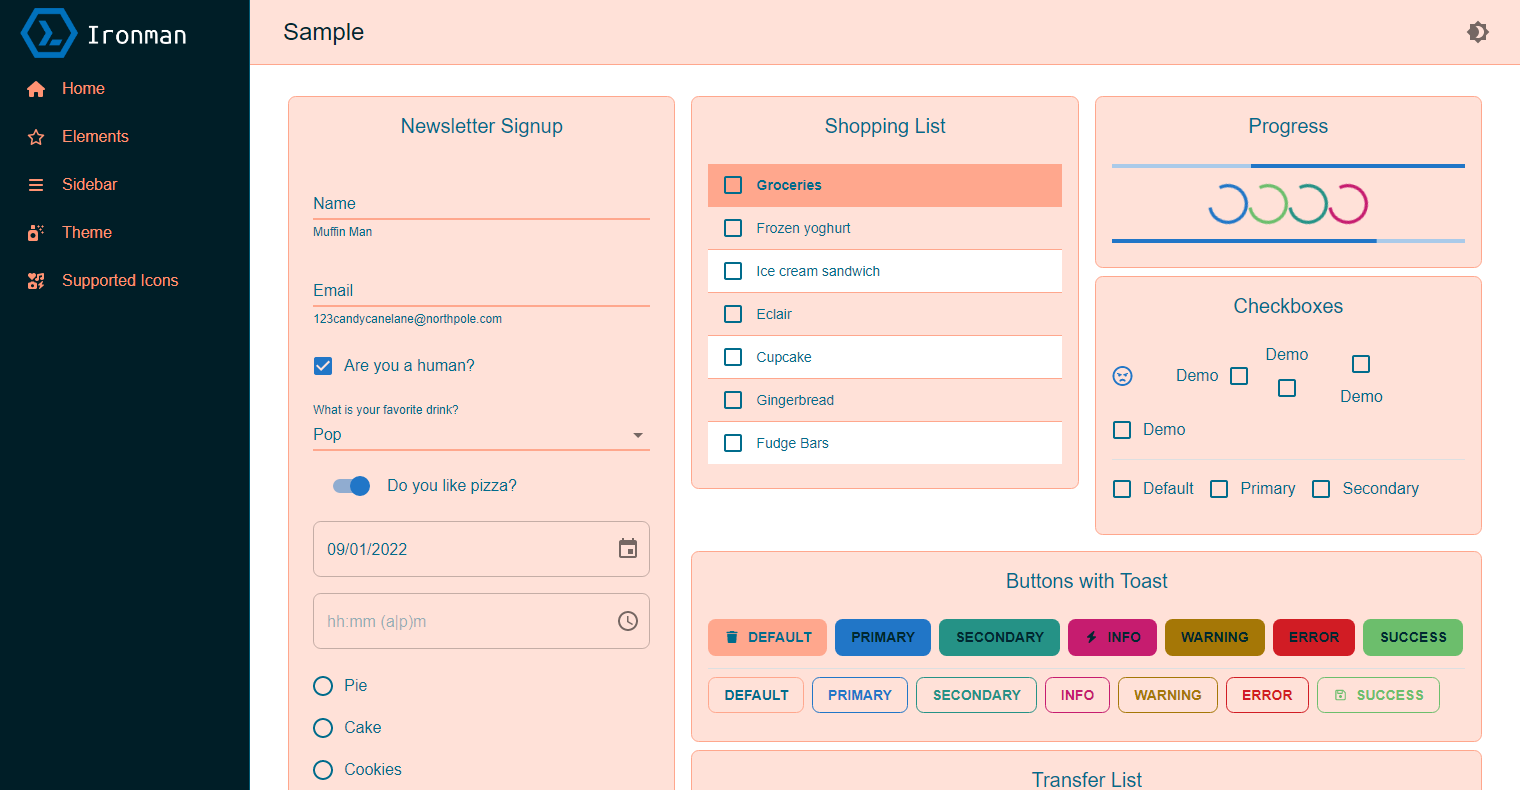 Ironman
Home
Elements
Sidebar
Theme
Supported Icons
Sample
Newsletter Signup
Name
Muffin Man
Email
123candycanelane@northpole.com
Are you a human?
What is your favorite drink?
Pop
Do you like pizza?
09/01/2022
hh:mm (a|p)m
Pie
Cake
Cookies
Shopping List
Groceries
Frozen yoghurt
Ice cream sandwich
Eclair
Cupcake
Gingerbread
Fudge Bars
Progress
Checkboxes
Demo
Demo
Demo
Demo
Default Primary Secondary
Buttons with Toast
DEFAULT PRIMARY SECONDARY INFO WARNING ERROR SUCCESS
DEFAULT PRIMARY SECONDARY INFO WARNING ERROR SUCCESS
Transfer List